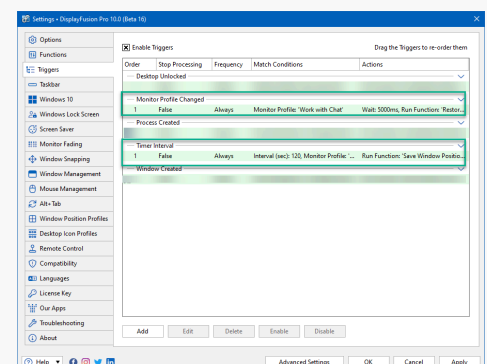 Settings • DisplayFusion Pro 10.0 (Beta 16)
Options
Functions
Triggers
Taskbar
Windows 10
Windows Lock Screen
Screen Saver
Monitor Fading
Window Snapping
Window Management
Mouse Management
Alt+Tab
Window Position Profiles
Desktop Icon Profiles
Remote Control
Compatibility
Languages
License Key
Our Apps
Troubleshooting
About
Enable Triggers
Drag the Triggers to re-order them
Order Stop Processing Frequency Match Conditions Actions
Desktop Unlocked
Monitor Profile Changed
1 False Always Monitor Profile: 'Work with Chat' Wait: 5000ms, Run Function: 'Restor...
Process Created
Timer Interval
1 False Always Interval (sec): 120, Monitor Profile: '... Run Function: 'Save Window Positio...
Window Created
Add Edit Delete Enable Disable
Help Advanced Settings OK Cancel Apply